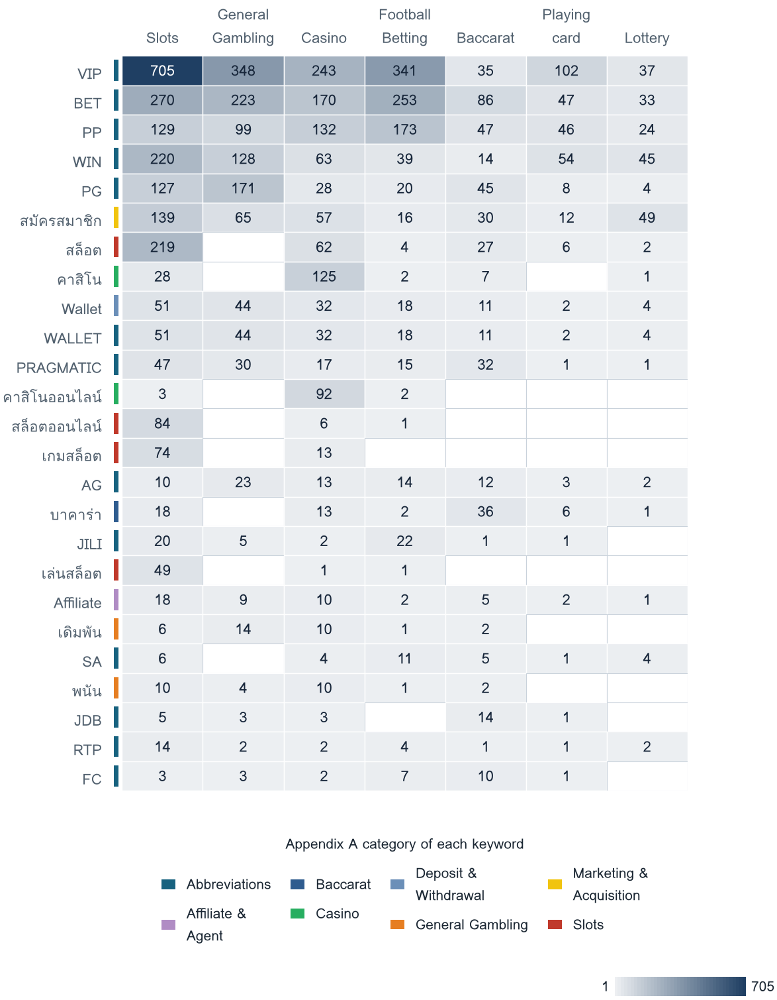 General Football Playing
Slots Gambling Casino Betting Baccarat card Lottery
VIP 705 348 243 341 35 102 37
BET 270 223 170 253 86 47 33
PP 129 99 132 173 47 46 24
WIN 220 128 63 39 14 54 45
PG 127 171 28 20 45 8 4
สมัครสมาชิก 139 65 57 16 30 12 49
สล็อต 219 62 4 27 6 2
คาสิโน 28 125 2 7 1
Wallet 51 44 32 18 11 2 4
WALLET 51 44 32 18 11 2 4
PRAGMATIC 47 30 17 15 32 1 1
คาสิโนออนไลน์ 3 92 2
สล็อตออนไลน์ 84 6 1
เกมสล็อต 74 13
AG 10 23 13 14 12 3 2
บาคาร่า 18 13 2 36 6 1
JILI 20 5 2 22 1 1
เล่นสล็อต 49 1 1
Affiliate 18 9 10 2 5 2 1
เดิมพัน 6 14 10 1 2
SA 6 4 11 5 1 4
พนัน 10 4 10 1 2
JDB 5 3 3 14 1
RTP 14 2 2 4 1 1 2
FC 3 3 2 7 10 1
Appendix A category of each keyword
Abbreviations
Baccarat
Deposit &
Withdrawal
Marketing &
Acquisition
Affiliate &
Agent
Casino
General Gambling
Slots
1 705